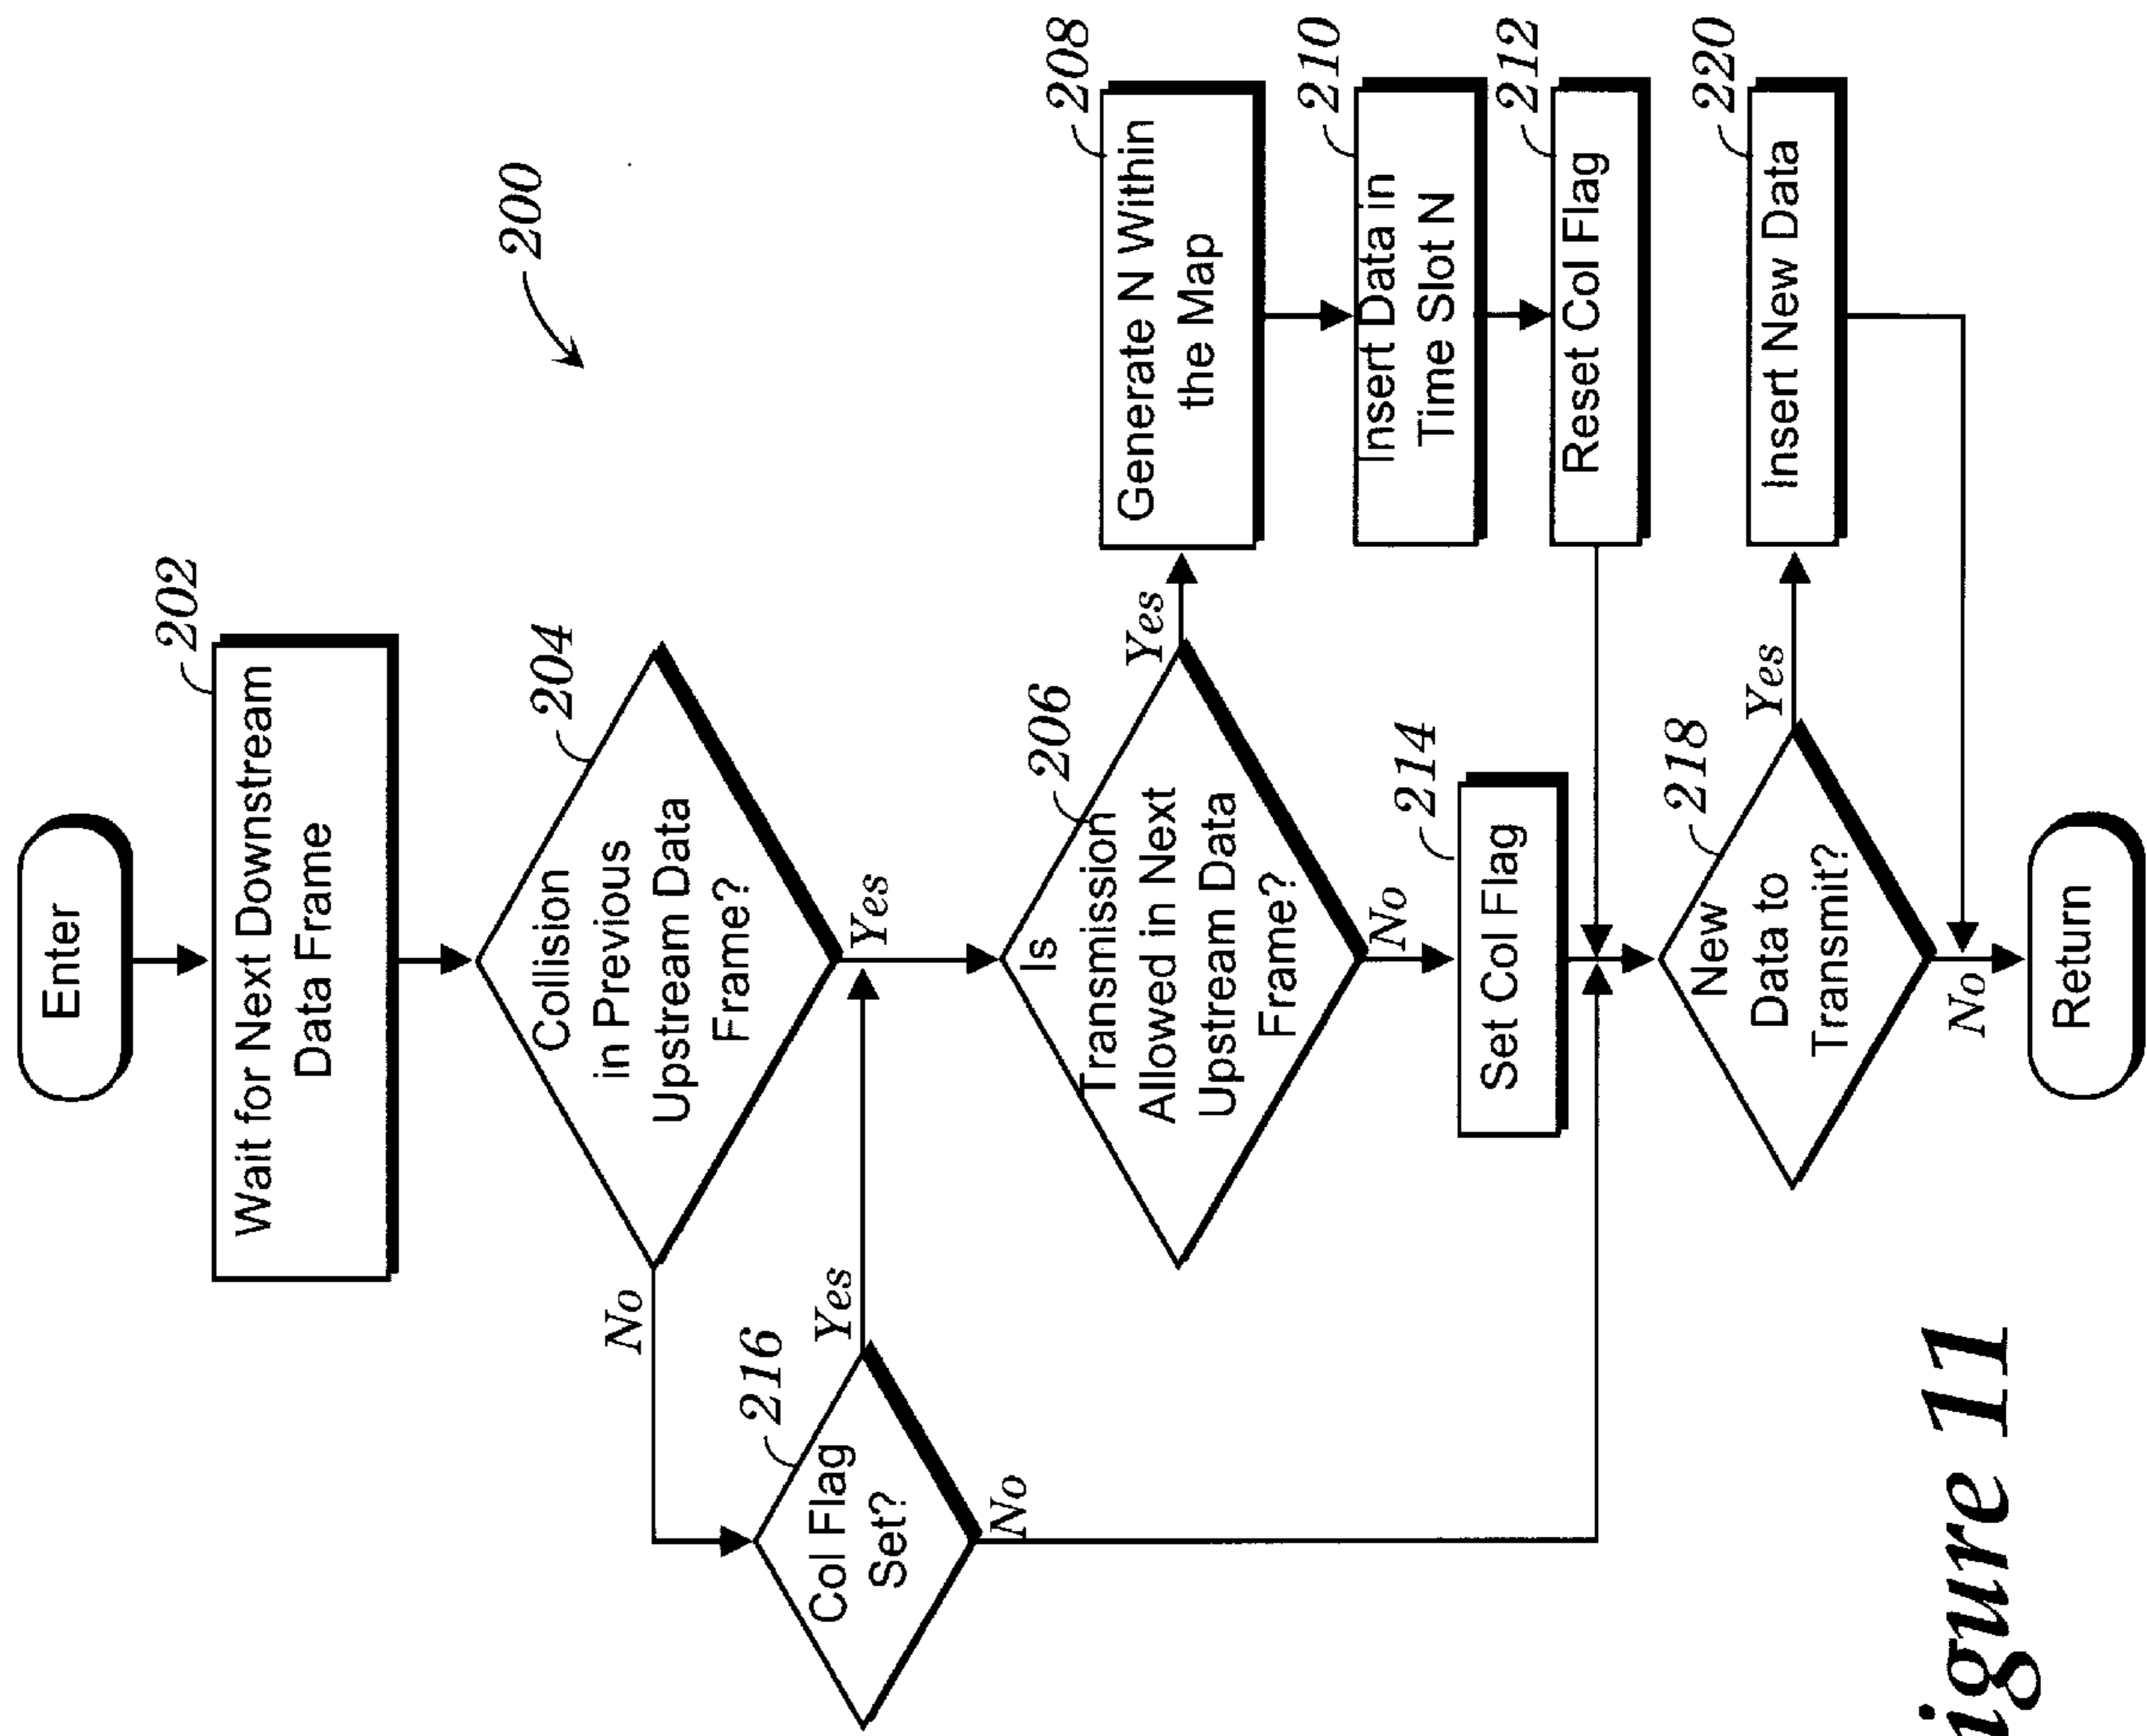 200
Enter
202
Wait for Next Downstream
Data Frame
204
Collision
in Previous
Upstream Data
Frame?
No
Yes
216
Col Flag
Set?
Yes
No
206
Is
Transmission
Allowed in Next
Upstream Data
Frame?
Yes
No
208
Generate N Within
the Map
210
Insert Data in
Time Slot N
212
Reset Col Flag
214
Set Col Flag
218
New
Data to
Transmit?
Yes
No
220
Insert New Data
Return
igure 11